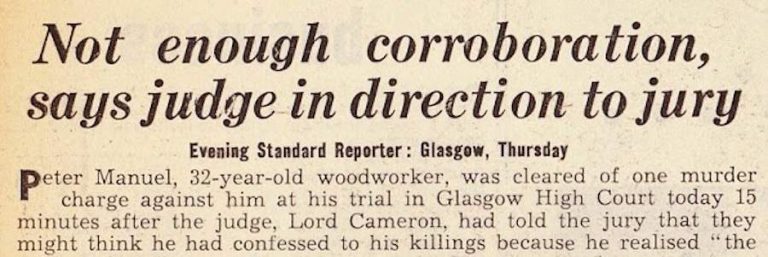 Not enough corroboration,
says judge in direction to jury
Evening Standard Reporter: Glasgow, Thursday
Peter Manuel, 32-year-old woodworker, was cleared of one murder
charge against him at his trial in Glasgow High Court today 15
minutes after the judge, Lord Cameron, had told the jury that they
might think he had confessed to his killings because he realised "the